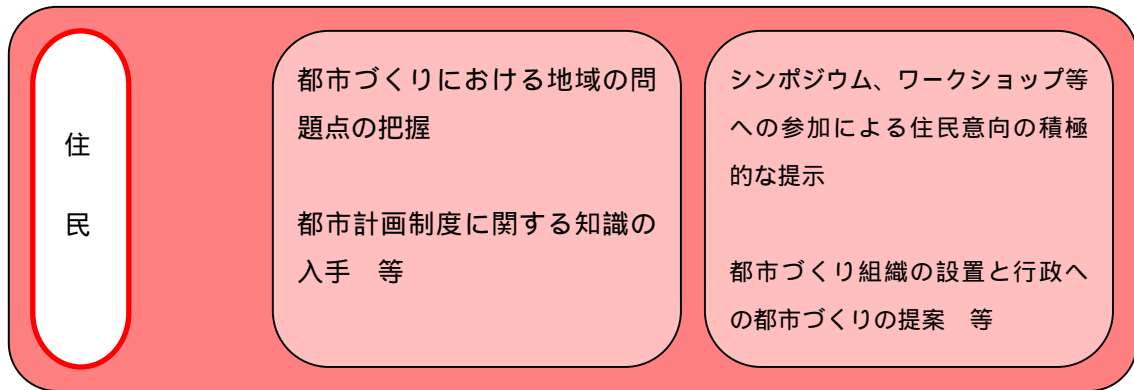 住
民
都市づくりにおける地域の問
題点の把握
都市計画制度に関する知識の
入手　等
シンポジウム、ワークショップ等
への参加による住民意向の積極
的な提示
都市づくり組織の設置と行政へ
の都市づくりの提案　等